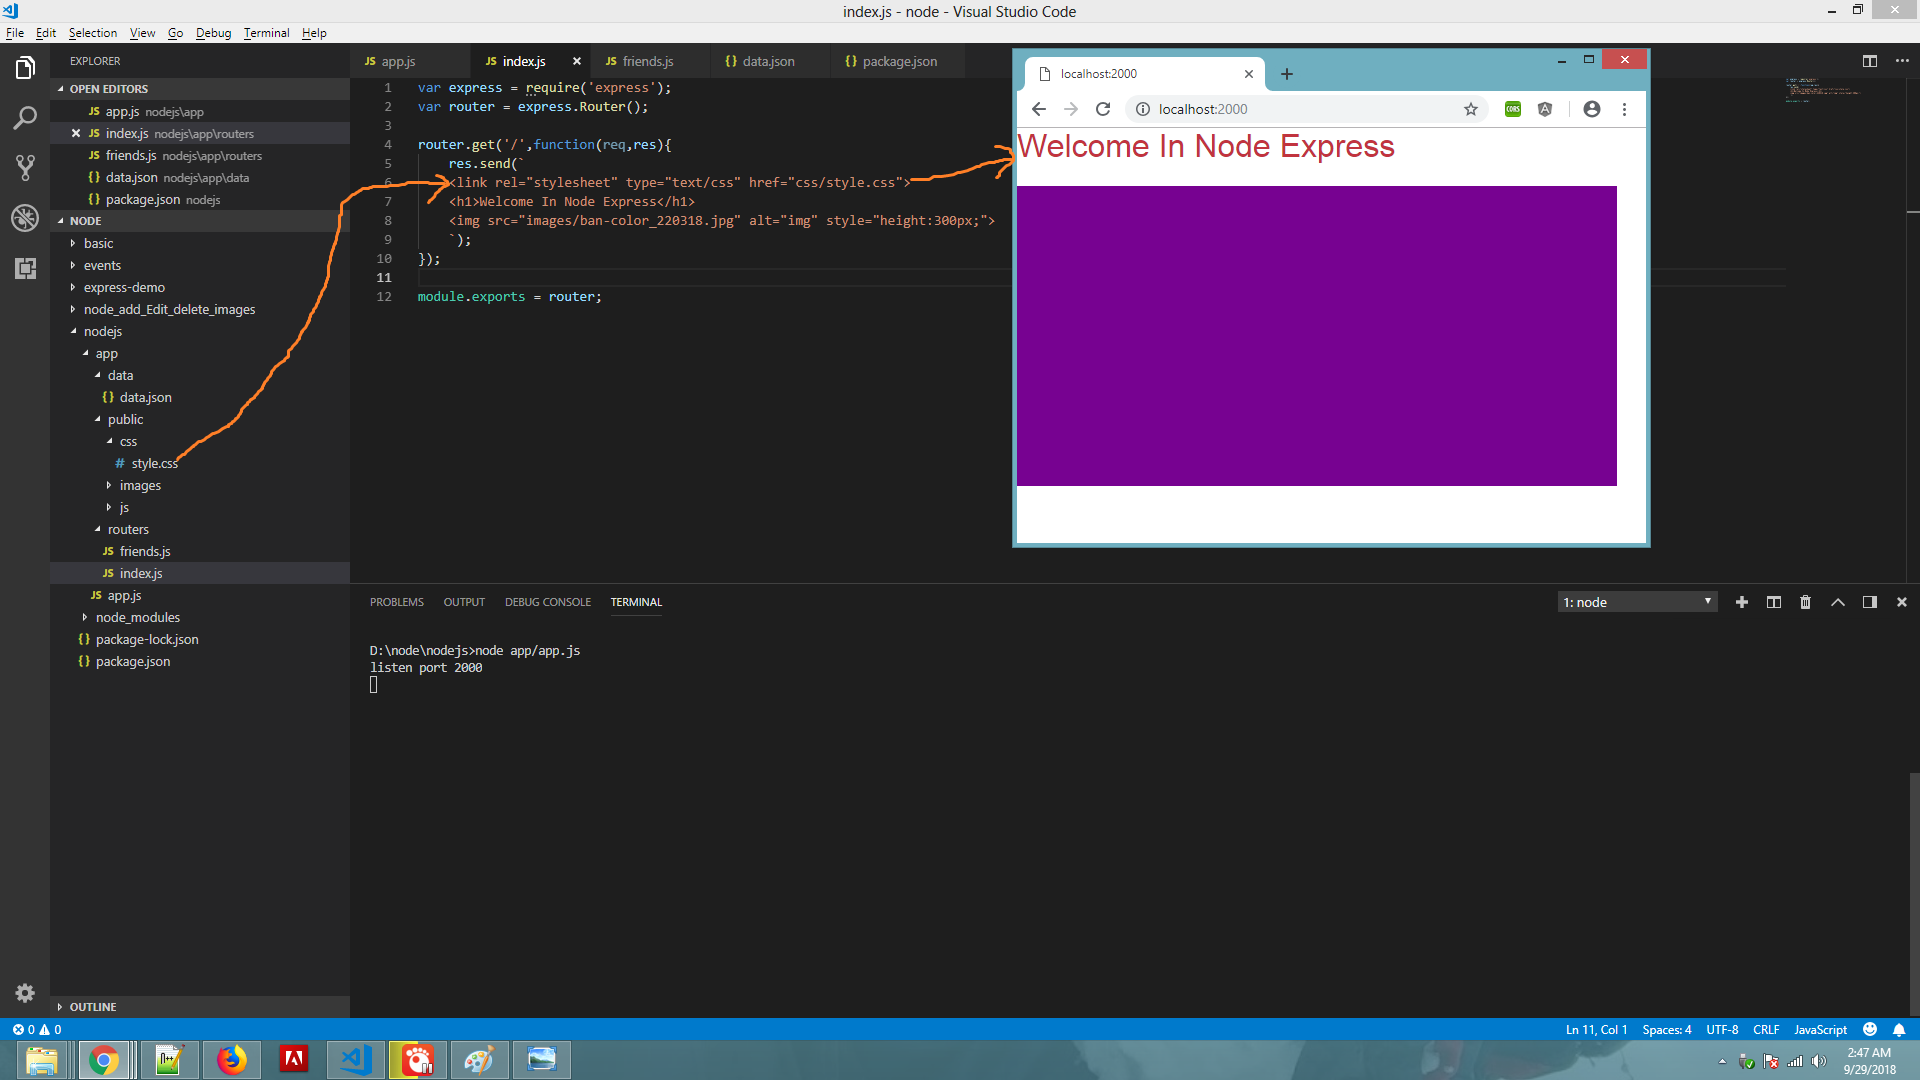 index.js - node - Visual Studio Code
File Edit Selection View Go Debug Terminal Help
EXPLORER
OPEN EDITORS
JS app.js nodejs\app
JS index.js nodejs\app\routers
JS friends.js nodejs\app\routers
{} data.json nodejs\app\data
{} package.json nodejs
NODE
basic
events
express-demo
node_add_Edit_delete_images
nodejs
app
data
{} data.json
public
css
# style.css
images
js
routers
JS friends.js
JS index.js
JS app.js
node_modules
{} package-lock.json
{} package.json
OUTLINE
JS app.js JS index.js JS friends.js {} data.json {} package.json
1 var express = require('express');
2 var router = express.Router();
3
4 router.get('/',function(req,res){
5 res.send(`
6 <link rel="stylesheet" type="text/css" href="css/style.css">
7 <h1>Welcome In Node Express</h1>
8 <img src="images/ban-color_220318.jpg" alt="img" style="height:300px;">
9 `);
10 });
11
12 module.exports = router;
localhost:2000
localhost:2000
CORS
Welcome In Node Express
PROBLEMS OUTPUT DEBUG CONSOLE TERMINAL
1: node
D:\node\nodejs>node app/app.js
listen port 2000
0 0
Ln 11, Col 1 Spaces: 4 UTF-8 CRLF JavaScript
2:47 AM
9/29/2018